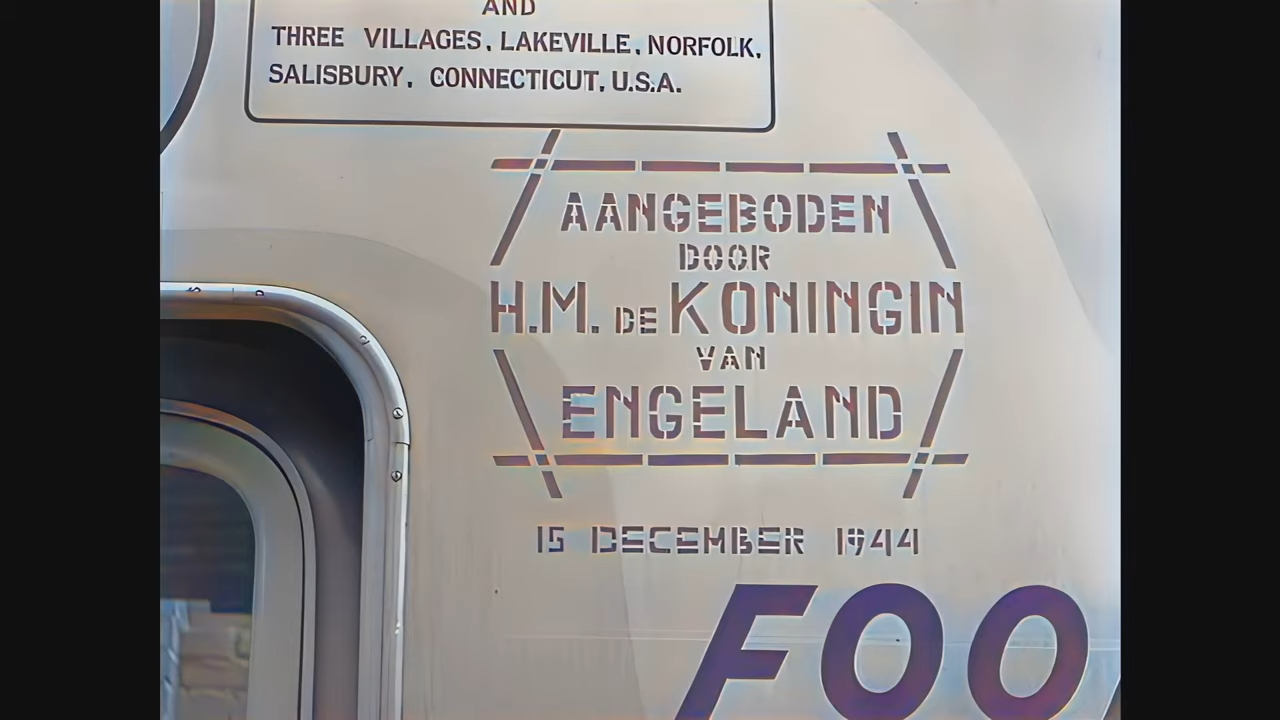 AND
THREE VILLAGES, LAKEVILLE, NORFOLK,
SALISBURY, CONNECTICUT, U.S.A.
AANGEBODEN
DOOR
H.M. DE KONINGIN
VAN
ENGELAND
15 DECEMBER 1944
FOO